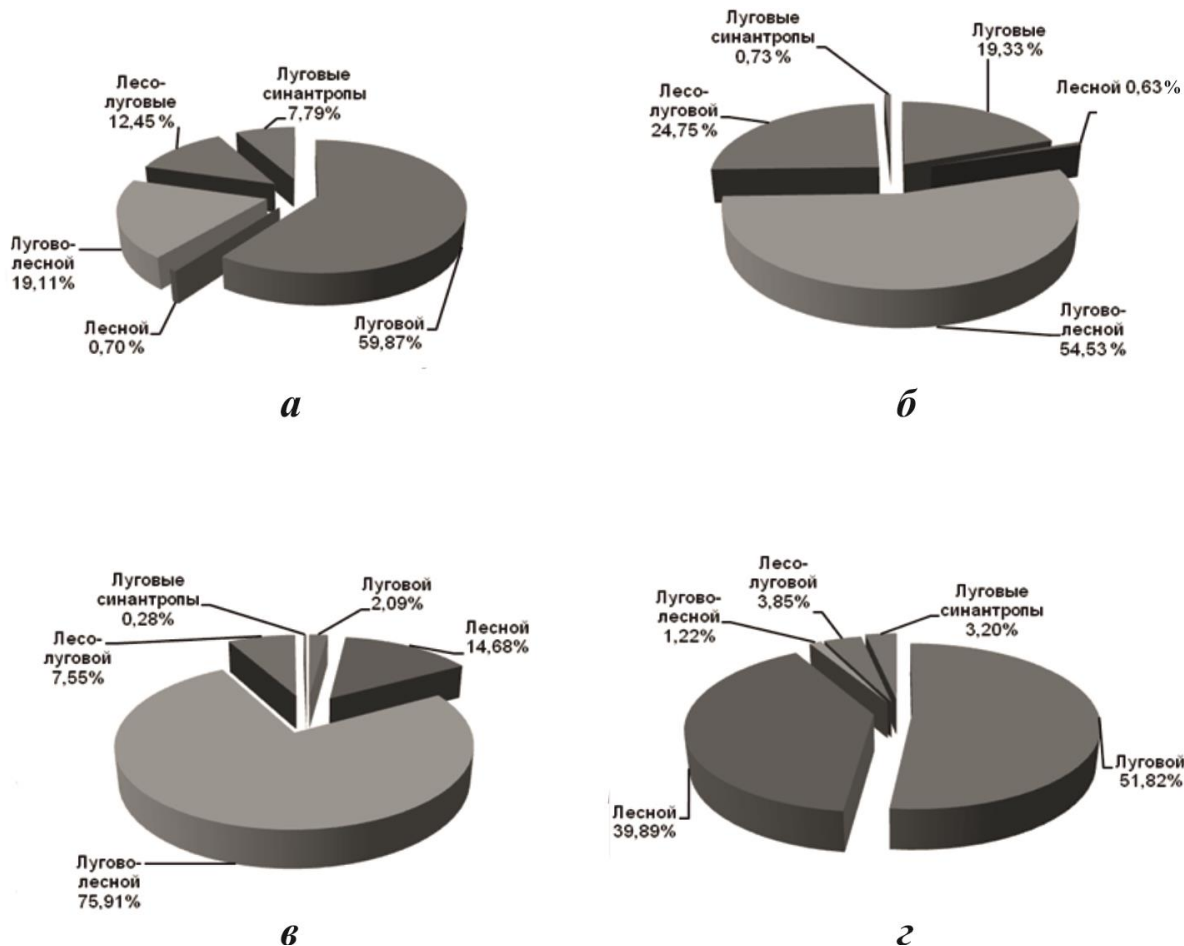 Луговые
синантропы
7,79%
Лесо-
луговые
12,45 %
Лугово-
лесной
19,11%
Лесной
0,70 %
Луговой
59,87%
а
Луговые
синантропы
0,73 %
Луговые
19,33 %
Лесной 0,63%
Лесо-
луговой
24,75 %
Лугово-
лесной
54,53 %
б
Луговые
синантропы
0,28%
Луговой
2,09%
Лесной
14,68%
Лесо-
луговой
7,55%
Лугово-
лесной
75,91%
в
Лесо-
луговой
3,85%
Лугово-
лесной
1,22%
Луговые
синантропы
3,20%
Луговой
51,82%
Лесной
39,89%
г